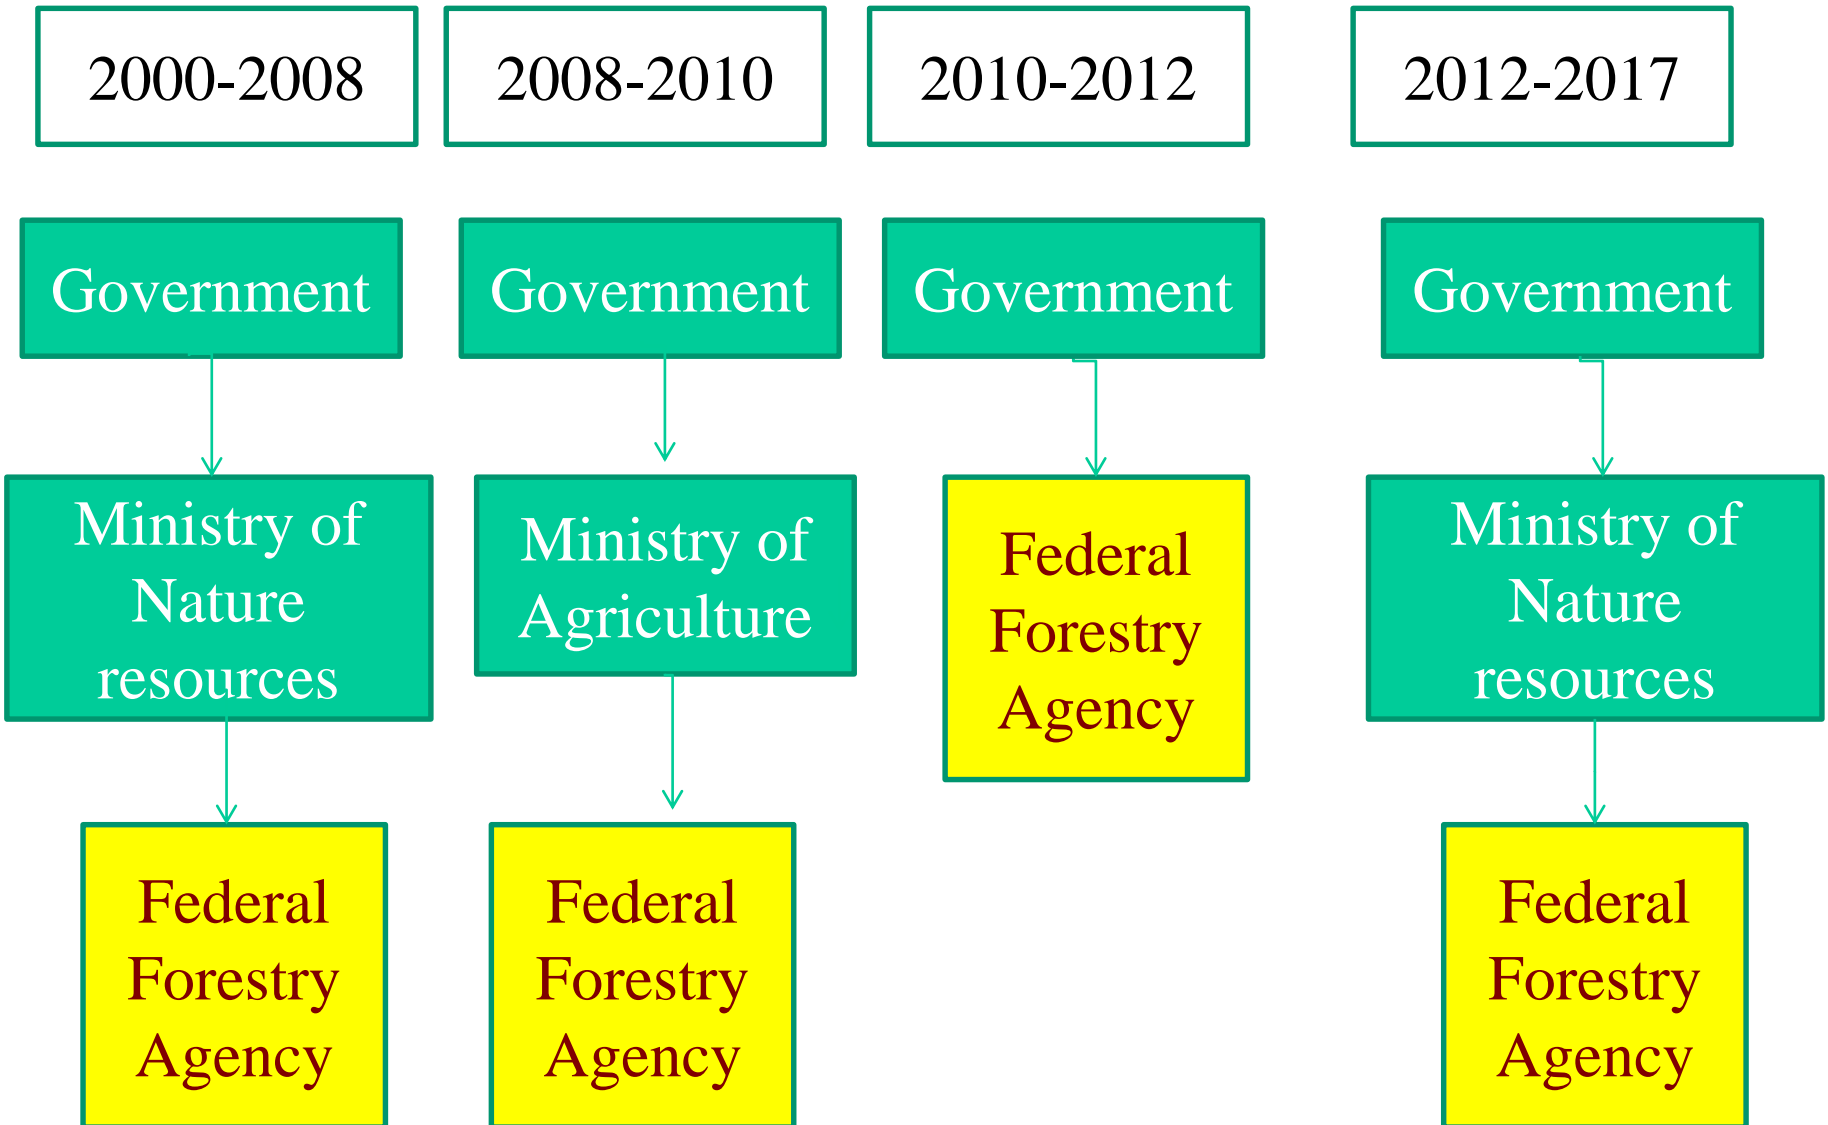 2000-2008
2008-2010
2010-2012
2012-2017
Government
Government
Government
Government
Ministry of
Nature
resources
Ministry of
Agriculture
Federal
Forestry
Agency
Ministry of
Nature
resources
Federal
Forestry
Agency
Federal
Forestry
Agency
Federal
Forestry
Agency